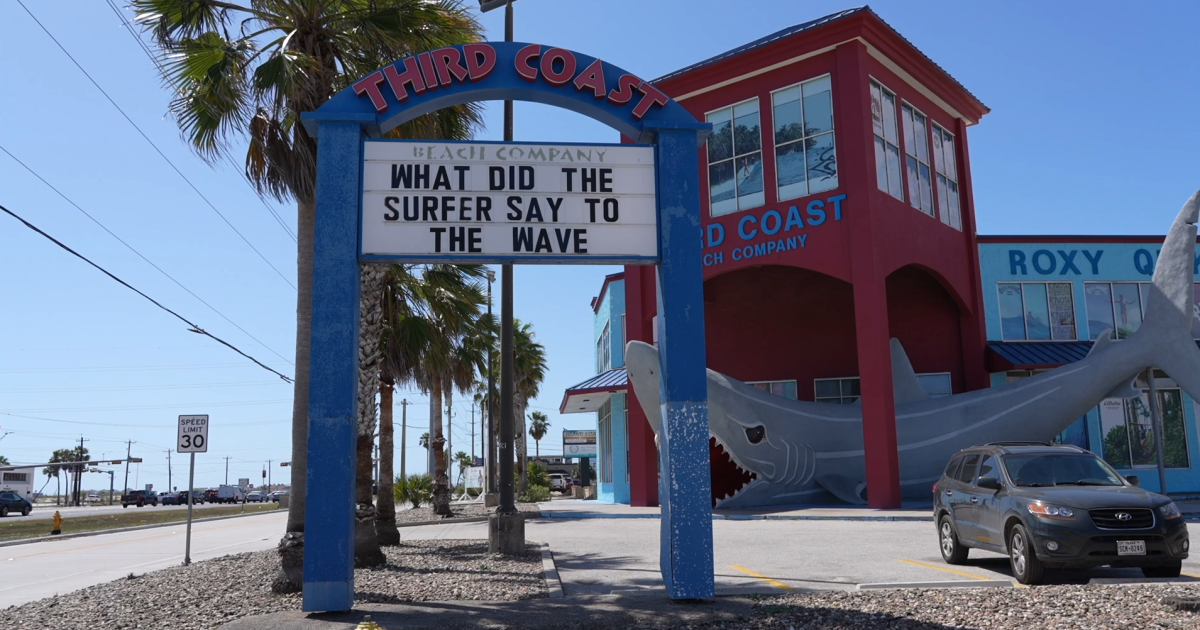 THIRD COAST
BEACH COMPANY
WHAT DID THE
SURFER SAY TO
THE WAVE
RD COAST
CH COMPANY
ROXY QU
SPEED
LIMIT
30